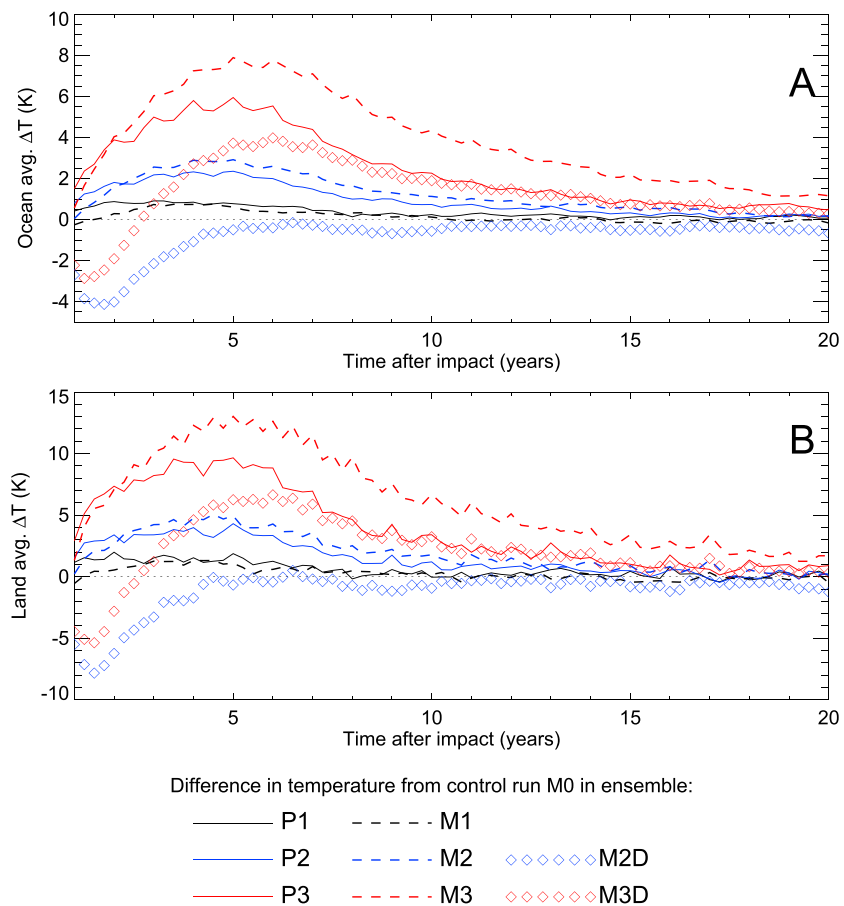 10
8
6
4
2
0
-2
-4
Ocean avg. ΔT (K)
A
5
10
15
20
Time after impact (years)
15
10
5
0
-5
-10
Land avg. ΔT (K)
B
5
10
15
20
Time after impact (years)
Difference in temperature from control run M0 in ensemble:
P1 M1
P2 M2 M2D
P3 M3 M3D